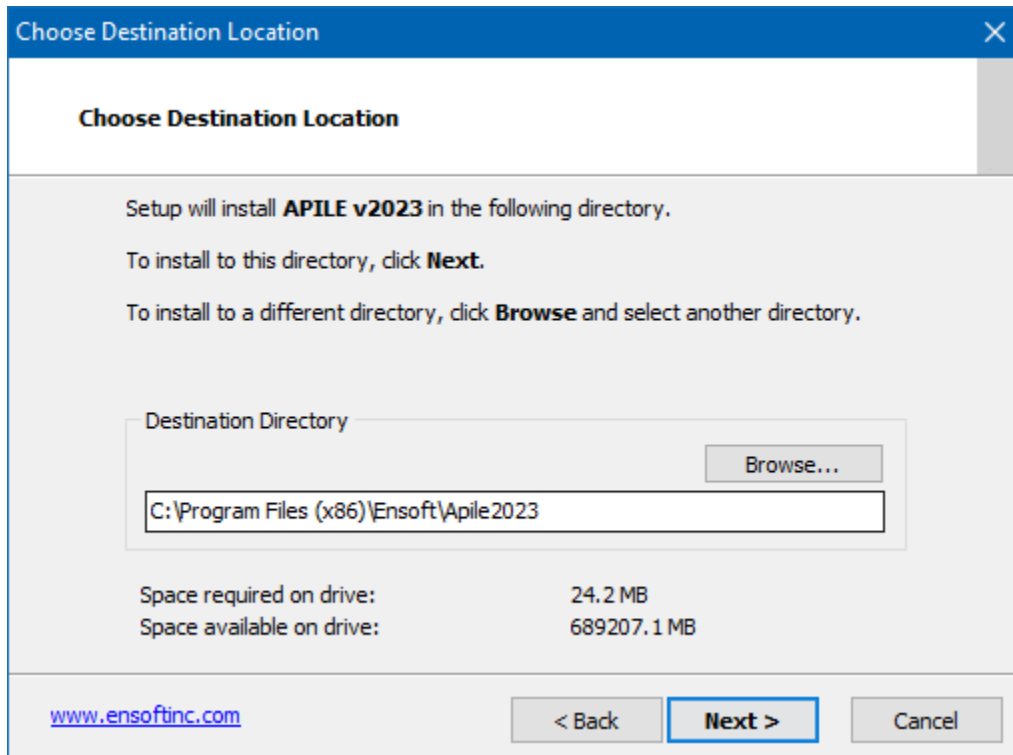 Choose Destination Location
Choose Destination Location
Setup will install APILE v2023 in the following directory.
To install to this directory, click Next.
To install to a different directory, click Browse and select another directory.
Destination Directory
Browse...
C:\Program Files (x86)\Ensoft\Apile2023
Space required on drive: 24.2 MB
Space available on drive: 689207.1 MB
www.ensoftinc.com < Back Next > Cancel